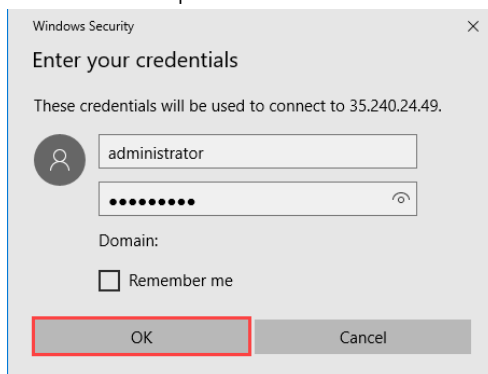 Windows Security
Enter your credentials
These credentials will be used to connect to 35.240.24.49.
administrator
•••••••••
Domain:
Remember me
OK Cancel